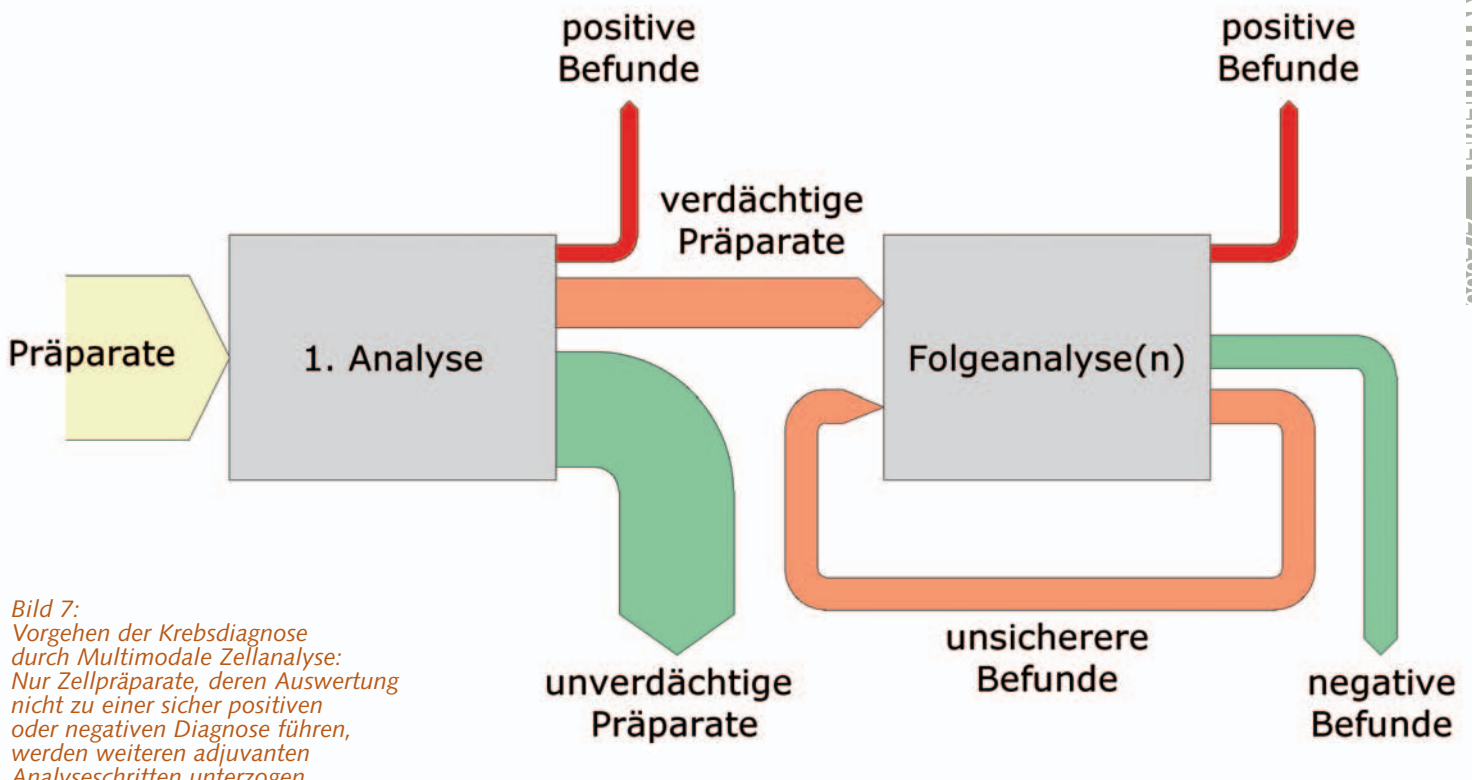 positive
Befunde
positive
Befunde
verdächtige
Präparate
Präparate
1. Analyse
Folgeanalyse(n)
unsicherere
Befunde
unverdächtige
Präparate
negative
Befunde
Bild 7:
Vorgehen der Krebsdiagnose
durch Multimodale Zellanalyse:
Nur Zellpräparate, deren Auswertung
nicht zu einer sicher positiven
oder negativen Diagnose führen,
werden weiteren adjuvanten
Analyseschritten unterzogen